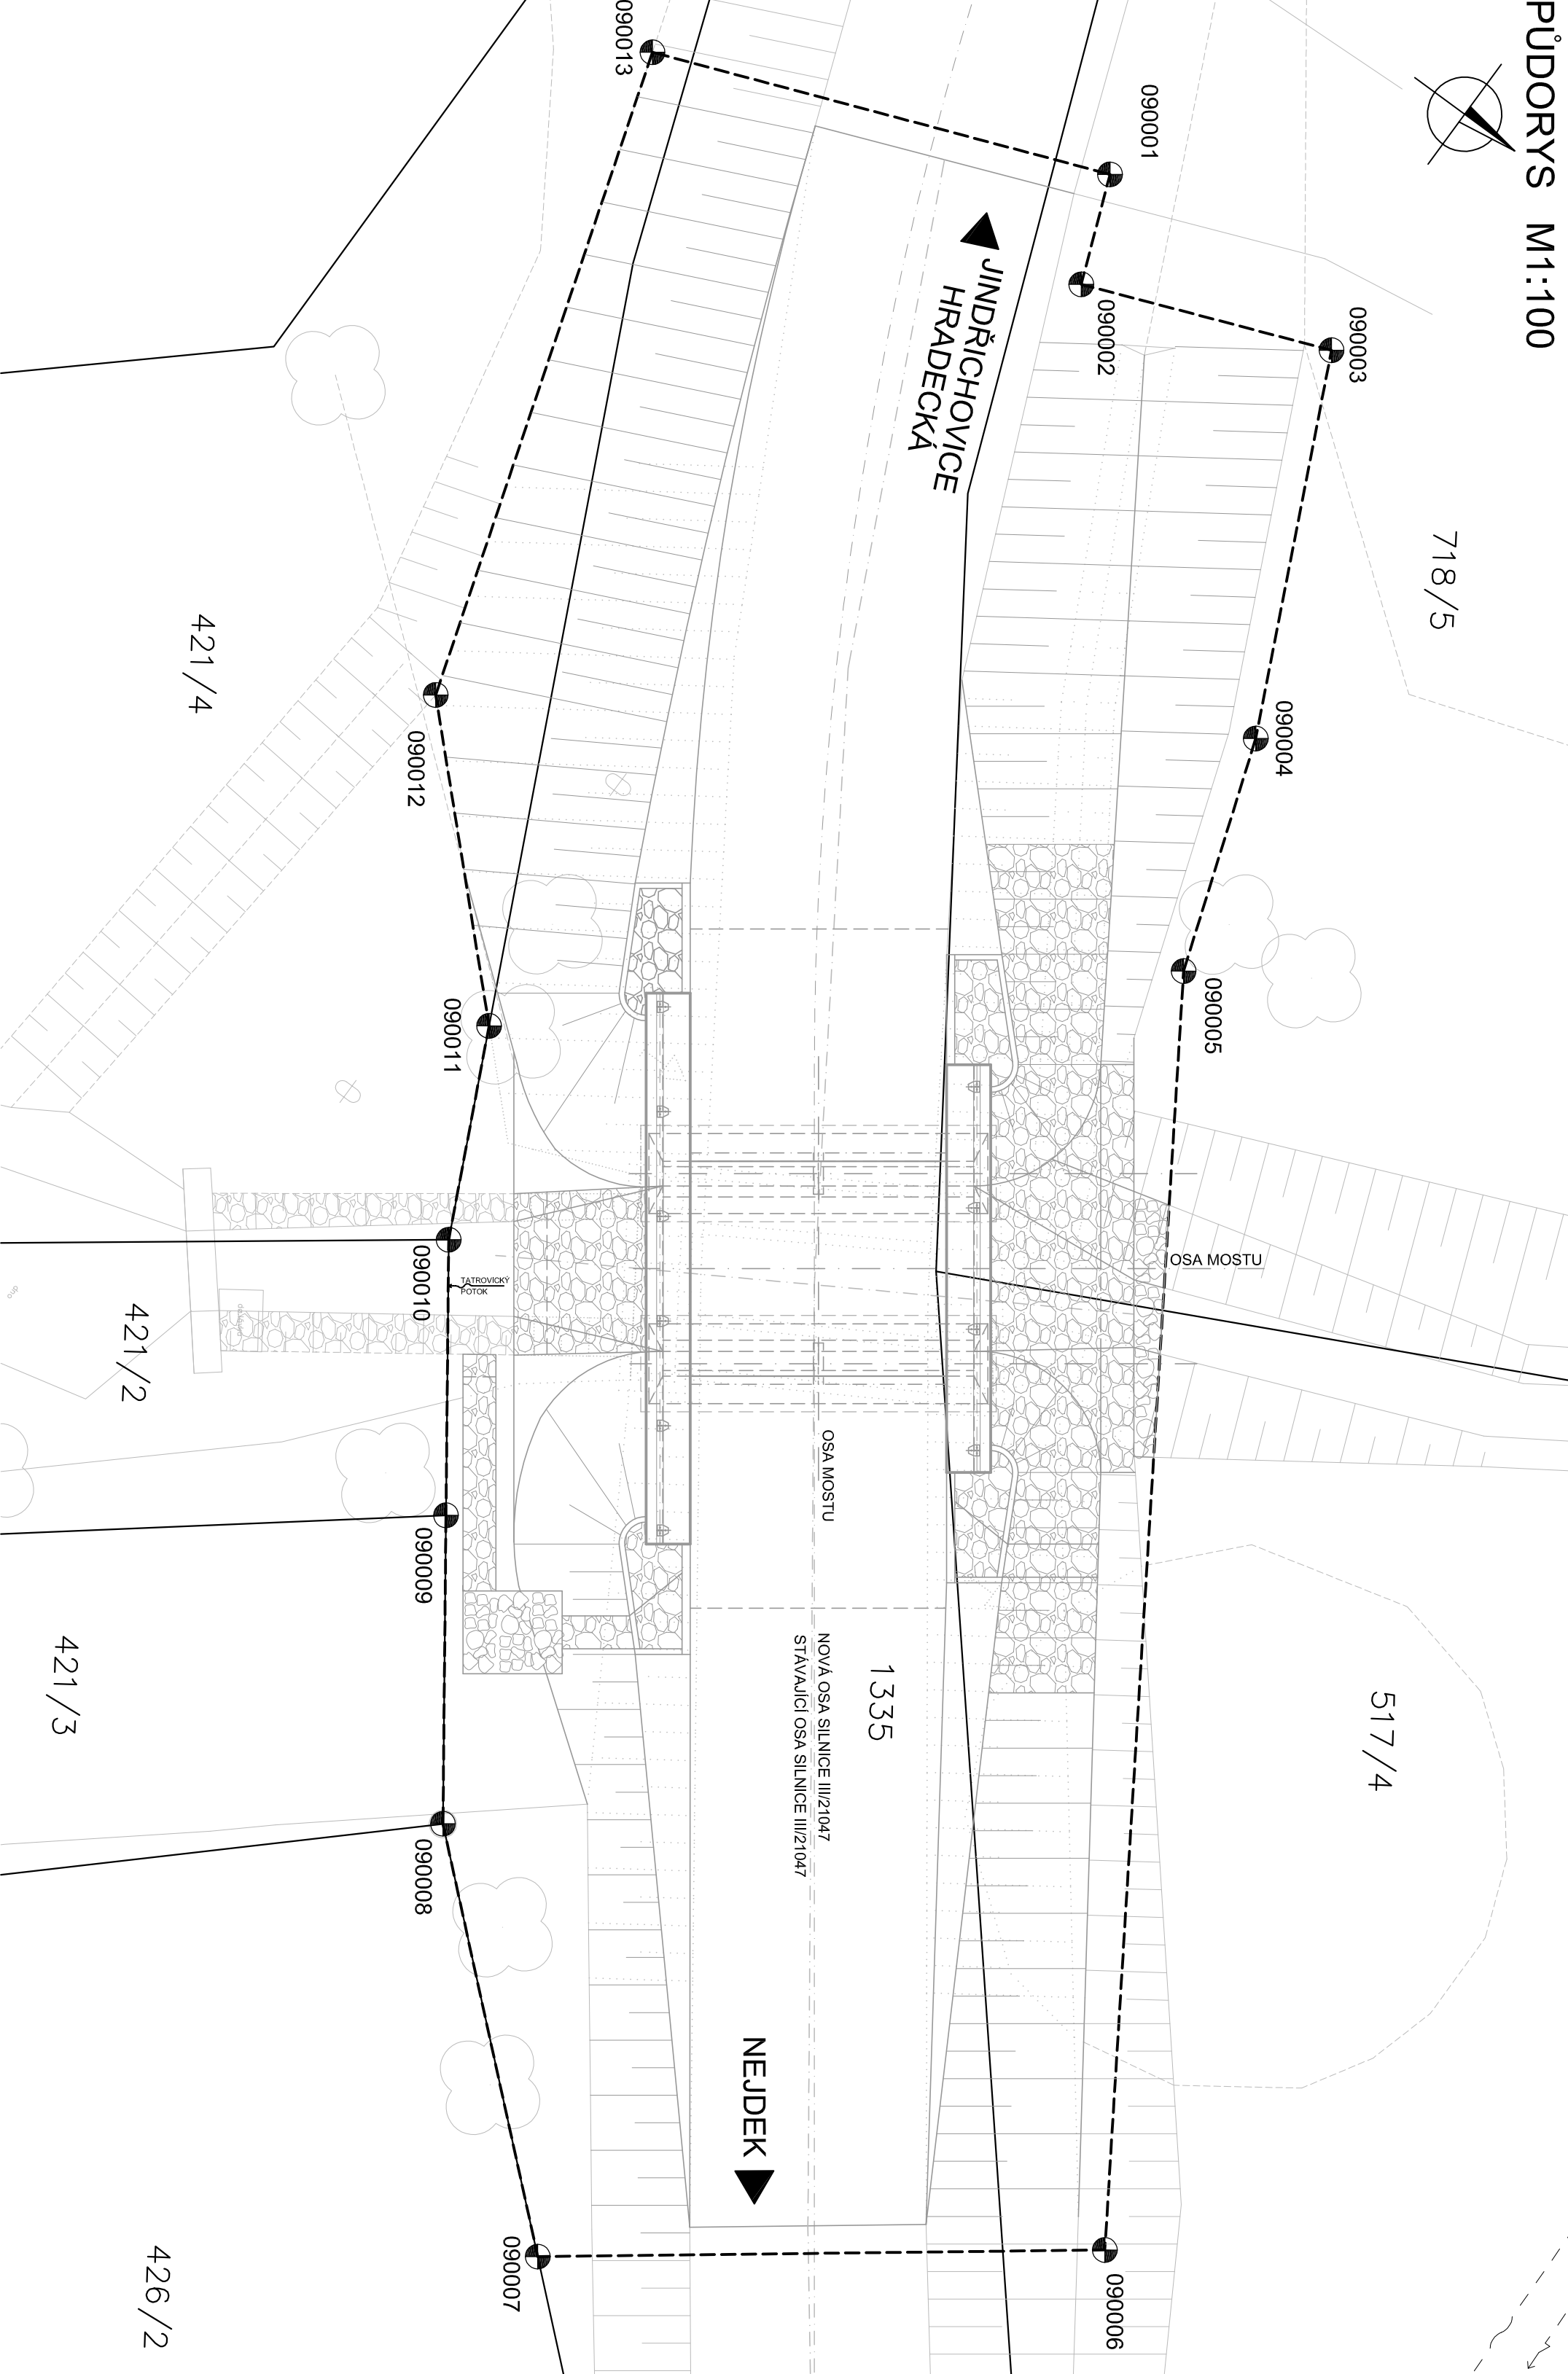 PŮDORYS M1:100
090013
090001
090002
090003
JINDŘICHOVICE
HRADECKÁ
718/5
421/4
090004
090012
090005
090011
OSA MOSTU
090010
TATROVICKÝ
POTOK
421/2
OSA MOSTU
090009
421/3
NOVÁ OSA SILNICE III/21047
STÁVAJÍCÍ OSA SILNICE III/21047
1335
517/4
090008
NEJDEK
090007
090006
426/2